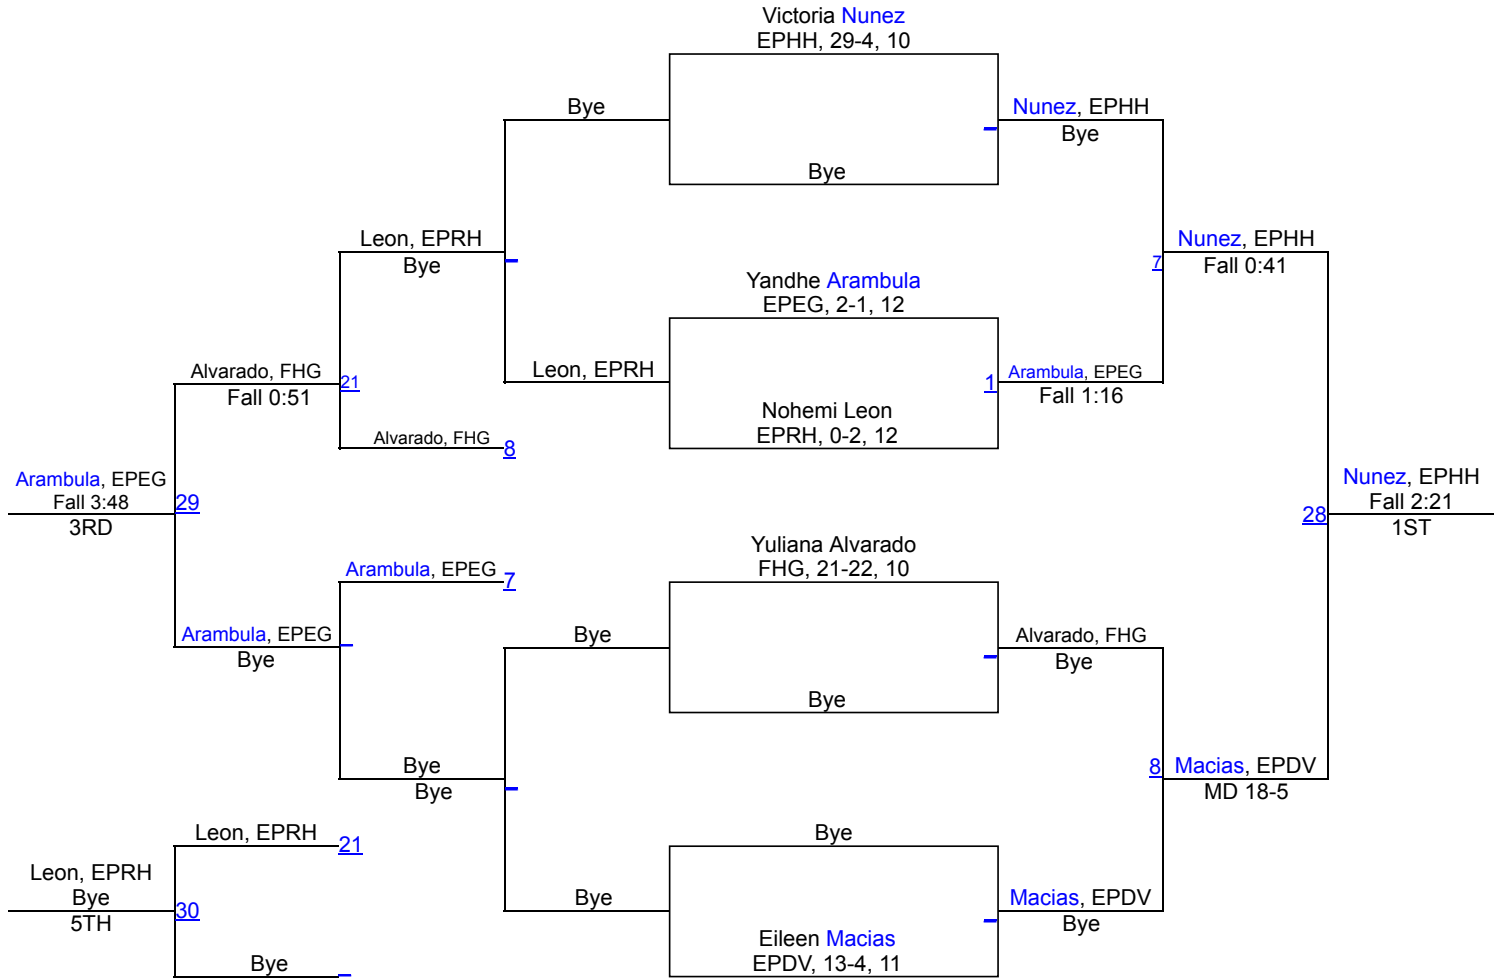 Victoria Nunez
EPHH, 29-4, 10
Bye
Nunez, EPHH
Bye
Bye
Leon, EPRH
Bye
Nunez, EPHH
7
Fall 0:41
Yandhe Arambula
EPEG, 2-1, 12
Leon, EPRH
Alvarado, FHG
21
Fall 0:51
1
Arambula, EPEG
Fall 1:16
Nohemi Leon
EPRH, 0-2, 12
Alvarado, FHG
8
Arambula, EPEG
Fall 3:48
29
3RD
Nunez, EPHH
Fall 2:21
28
1ST
Yuliana Alvarado
FHG, 21-22, 10
Arambula, EPEG
7
Arambula, EPEG
Bye
Bye
Alvarado, FHG
Bye
Bye
Bye
Bye
8
Macias, EPDV
MD 18-5
Leon, EPRH
21
Bye
Leon, EPRH
Bye
30
5TH
Bye
Macias, EPDV
Bye
Eileen Macias
EPDV, 13-4, 11
Bye